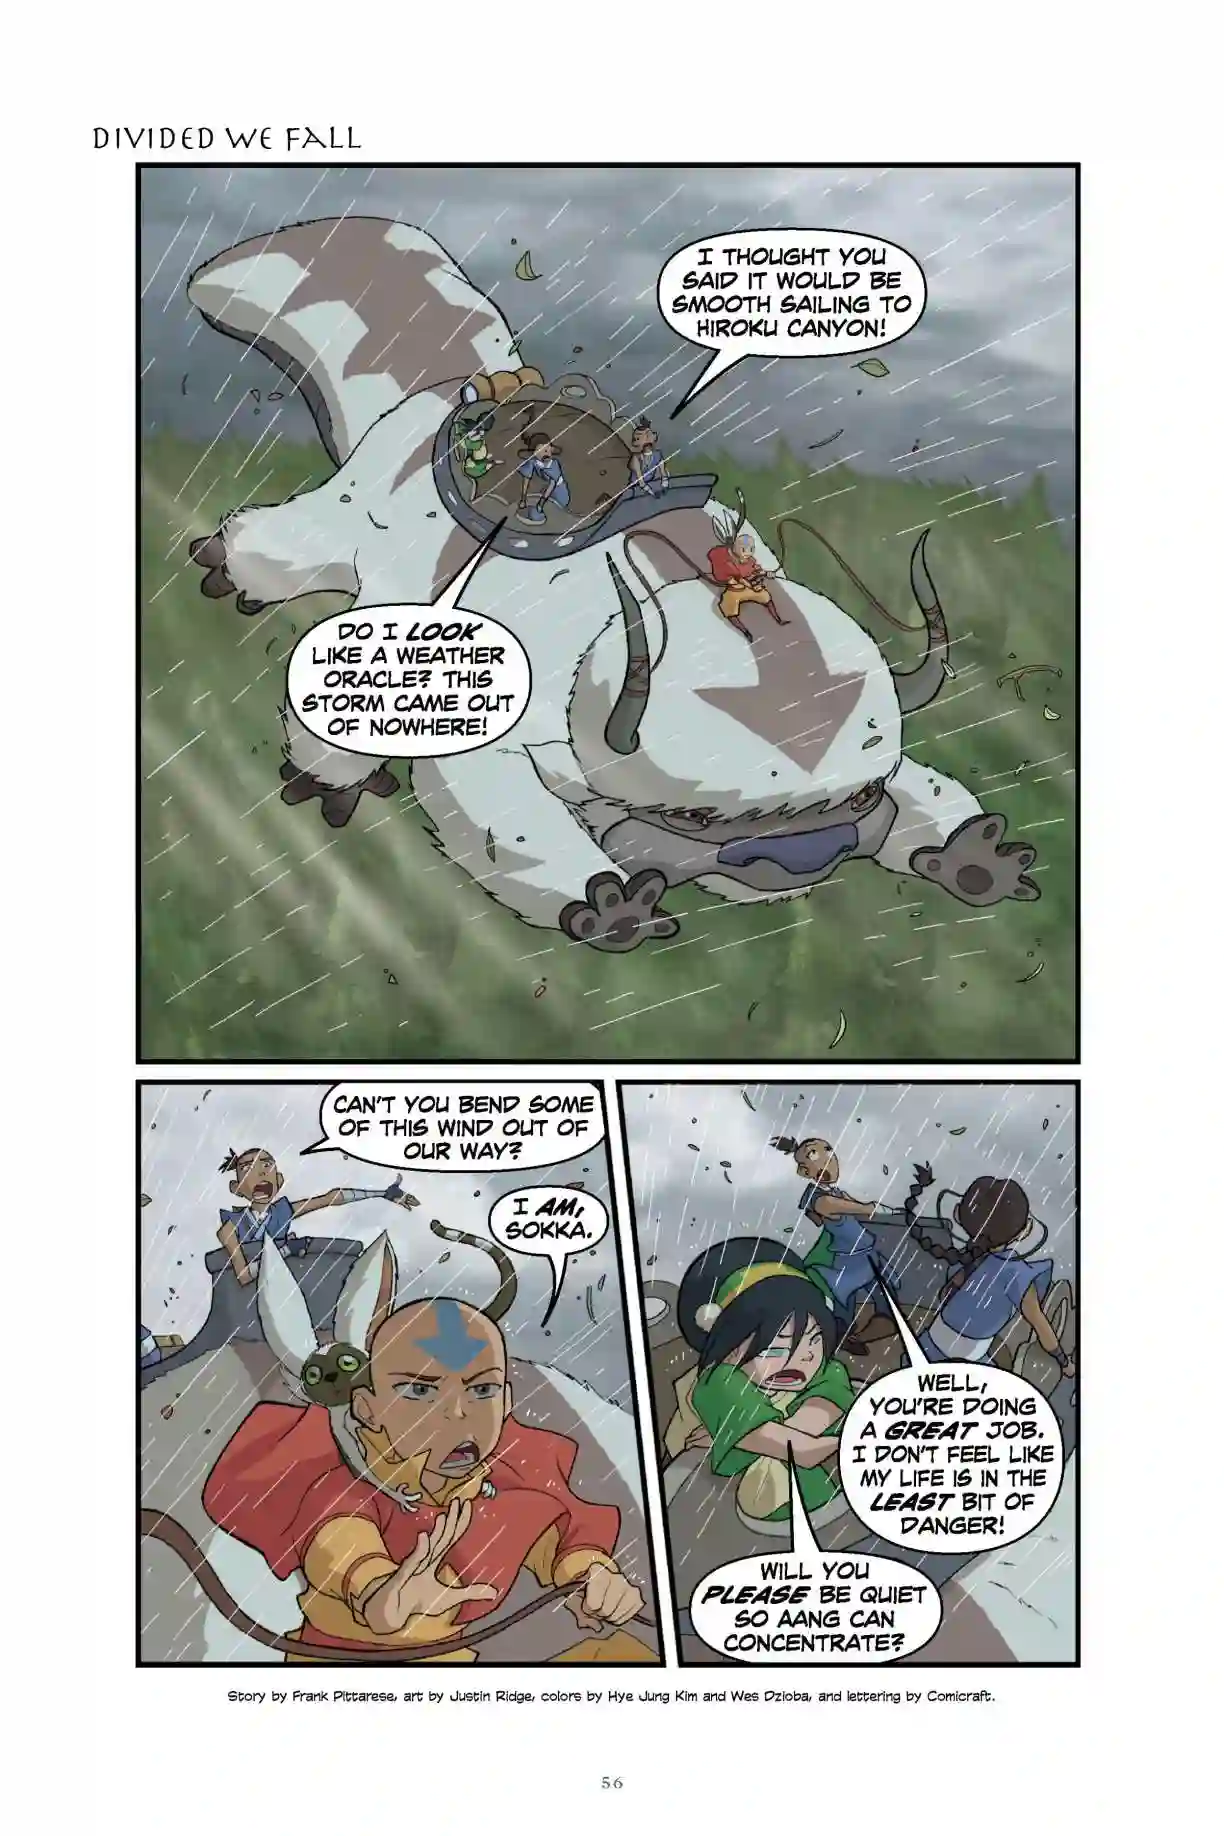 DIVIDED WE FALL
I THOUGHT YOU
SAID IT WOULD BE
SMOOTH SAILING TO
HIROKU CANYON!
DO I LOOK
LIKE A WEATHER
ORACLE? THIS
STORM CAME OUT
OF NOWHERE!
CAN'T YOU BEND SOME
OF THIS WIND OUT OF
OUR WAY?
I AM,
SOKKA.
WELL,
YOU'RE DOING
A GREAT JOB.
I DON'T FEEL LIKE
MY LIFE IS IN THE
LEAST BIT OF
DANGER!
WILL YOU
PLEASE BE QUIET
SO AANG CAN
CONCENTRATE?
Story by Frank Pittarese, art by Justin Ridge, colors by Hye Jung Kim and Wes Dzioba, and lettering by Comicraft.
56